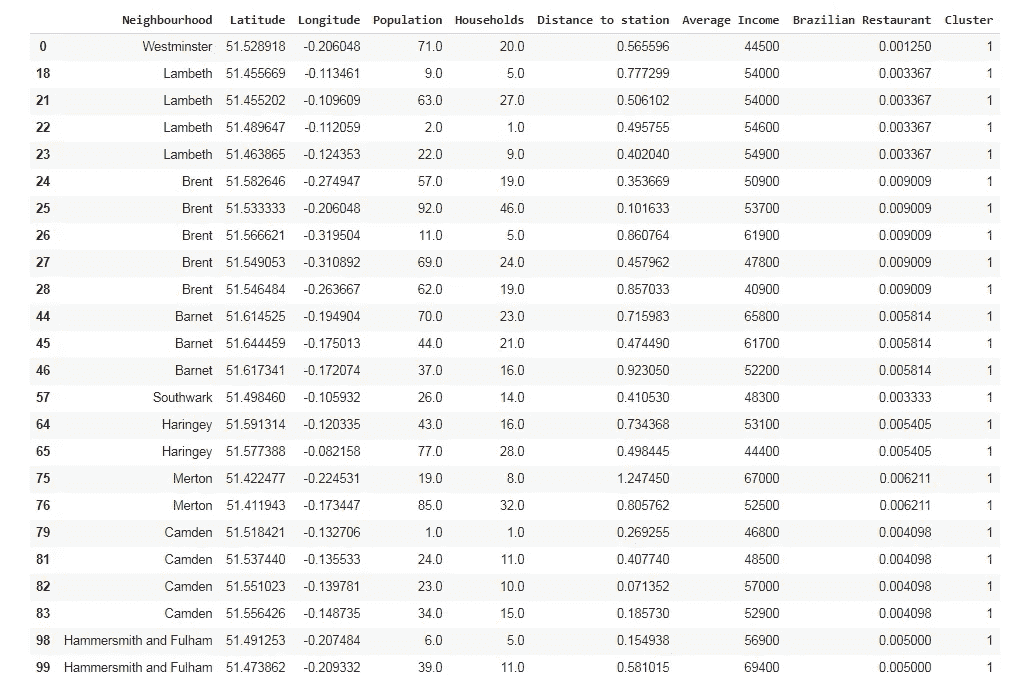 Neighbourhood Latitude Longitude Population Households Distance to station Average Income Brazilian Restaurant Cluster
0 Westminster 51.528918 -0.206048 71.0 20.0 0.565596 44500 0.001250 1
18 Lambeth 51.455669 -0.113461 9.0 5.0 0.777299 54000 0.003367 1
21 Lambeth 51.455202 -0.109609 63.0 27.0 0.506102 54000 0.003367 1
22 Lambeth 51.489647 -0.112059 2.0 1.0 0.495755 54600 0.003367 1
23 Lambeth 51.463865 -0.124353 22.0 9.0 0.402040 54900 0.003367 1
24 Brent 51.582646 -0.274947 57.0 19.0 0.353669 50900 0.009009 1
25 Brent 51.533333 -0.206048 92.0 46.0 0.101633 53700 0.009009 1
26 Brent 51.566621 -0.319504 11.0 5.0 0.860764 61900 0.009009 1
27 Brent 51.549053 -0.310892 69.0 24.0 0.457962 47800 0.009009 1
28 Brent 51.546484 -0.263667 62.0 19.0 0.857033 40900 0.009009 1
44 Barnet 51.614525 -0.194904 70.0 23.0 0.715983 65800 0.005814 1
45 Barnet 51.644459 -0.175013 44.0 21.0 0.474490 61700 0.005814 1
46 Barnet 51.617341 -0.172074 37.0 16.0 0.923050 52200 0.005814 1
57 Southwark 51.498460 -0.105932 26.0 14.0 0.410530 48300 0.003333 1
64 Haringey 51.591314 -0.120335 43.0 16.0 0.734368 53100 0.005405 1
65 Haringey 51.577388 -0.082158 77.0 28.0 0.498445 44400 0.005405 1
75 Merton 51.422477 -0.224531 19.0 8.0 1.247450 67000 0.006211 1
76 Merton 51.411943 -0.173447 85.0 32.0 0.805762 52500 0.006211 1
79 Camden 51.518421 -0.132706 1.0 1.0 0.269255 46800 0.004098 1
81 Camden 51.537440 -0.135533 24.0 11.0 0.407740 48500 0.004098 1
82 Camden 51.551023 -0.139781 23.0 10.0 0.071352 57000 0.004098 1
83 Camden 51.556426 -0.148735 34.0 15.0 0.185730 52900 0.004098 1
98 Hammersmith and Fulham 51.491253 -0.207484 6.0 5.0 0.154938 56900 0.005000 1
99 Hammersmith and Fulham 51.473862 -0.209332 39.0 11.0 0.581015 69400 0.005000 1